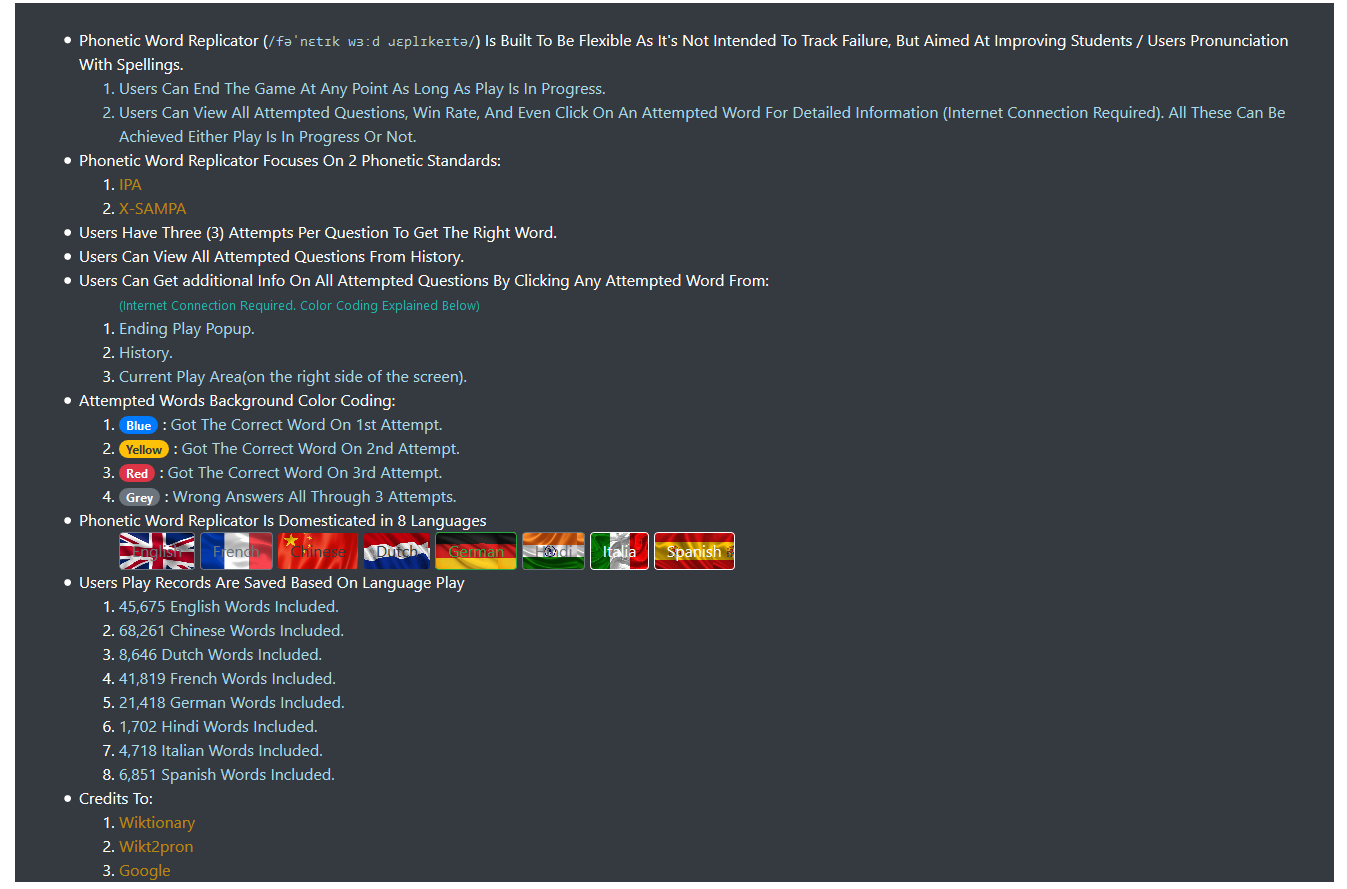 Phonetic Word Replicator (/fəˈnɛtɪk wɜːd ɹɛplɪkeɪtə/) Is Built To Be Flexible As It's Not Intended To Track Failure, But Aimed At Improving Students / Users Pronunciation
With Spellings.
1. Users Can End The Game At Any Point As Long As Play Is In Progress.
2. Users Can View All Attempted Questions, Win Rate, And Even Click On An Attempted Word For Detailed Information (Internet Connection Required). All These Can Be
Achieved Either Play Is In Progress Or Not.
Phonetic Word Replicator Focuses On 2 Phonetic Standards:
1. IPA
2. X-SAMPA
Users Have Three (3) Attempts Per Question To Get The Right Word.
Users Can View All Attempted Questions From History.
Users Can Get additional Info On All Attempted Questions By Clicking Any Attempted Word From:
(Internet Connection Required. Color Coding Explained Below)
1. Ending Play Popup.
2. History.
3. Current Play Area(on the right side of the screen).
Attempted Words Background Color Coding:
1. Blue : Got The Correct Word On 1st Attempt.
2. Yellow : Got The Correct Word On 2nd Attempt.
3. Red : Got The Correct Word On 3rd Attempt.
4. Grey : Wrong Answers All Through 3 Attempts.
Phonetic Word Replicator Is Domesticated in 8 Languages
English French Chinese Dutch German Hindi Italia Spanish
Users Play Records Are Saved Based On Language Play
1. 45,675 English Words Included.
2. 68,261 Chinese Words Included.
3. 8,646 Dutch Words Included.
4. 41,819 French Words Included.
5. 21,418 German Words Included.
6. 1,702 Hindi Words Included.
7. 4,718 Italian Words Included.
8. 6,851 Spanish Words Included.
Credits To:
1. Wiktionary
2. Wikt2pron
3. Google